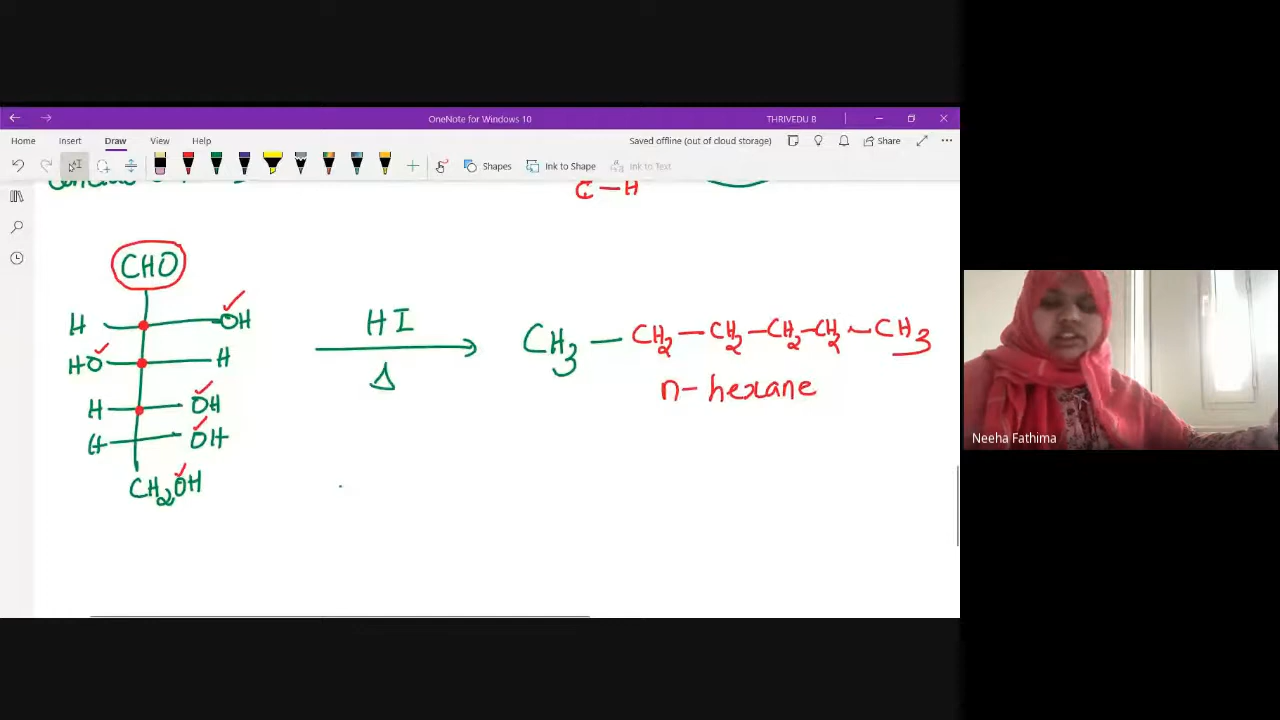 OneNote for Windows 10
THRIVEDU B
Home Insert Draw View Help
Saved offline (out of cloud storage)
Share
Shapes
Ink to Shape
Ink to Text
C — H
CHO
H OH
HO H
H OH
H OH
CH2OH
HI
Δ
CH3 — CH2 — CH2 — CH2 — CH2 — CH3
n-hexane
Neeha Fathima